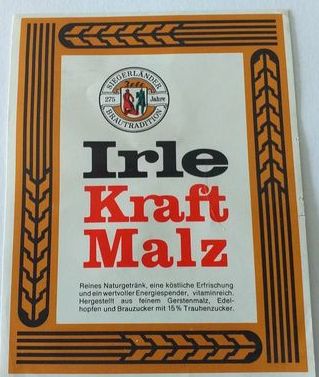 SIEGERLÄNDER
Irle
275 Jahre
BRAUTRADITION
Irle
Kraft
Malz
Reines Naturgetränk, eine köstliche Erfrischung
und ein wertvoller Energiespender, vitaminreich.
Hergestellt aus feinem Gerstenmalz, Edel-
hopfen und Brauzucker mit 15% Traubenzucker.